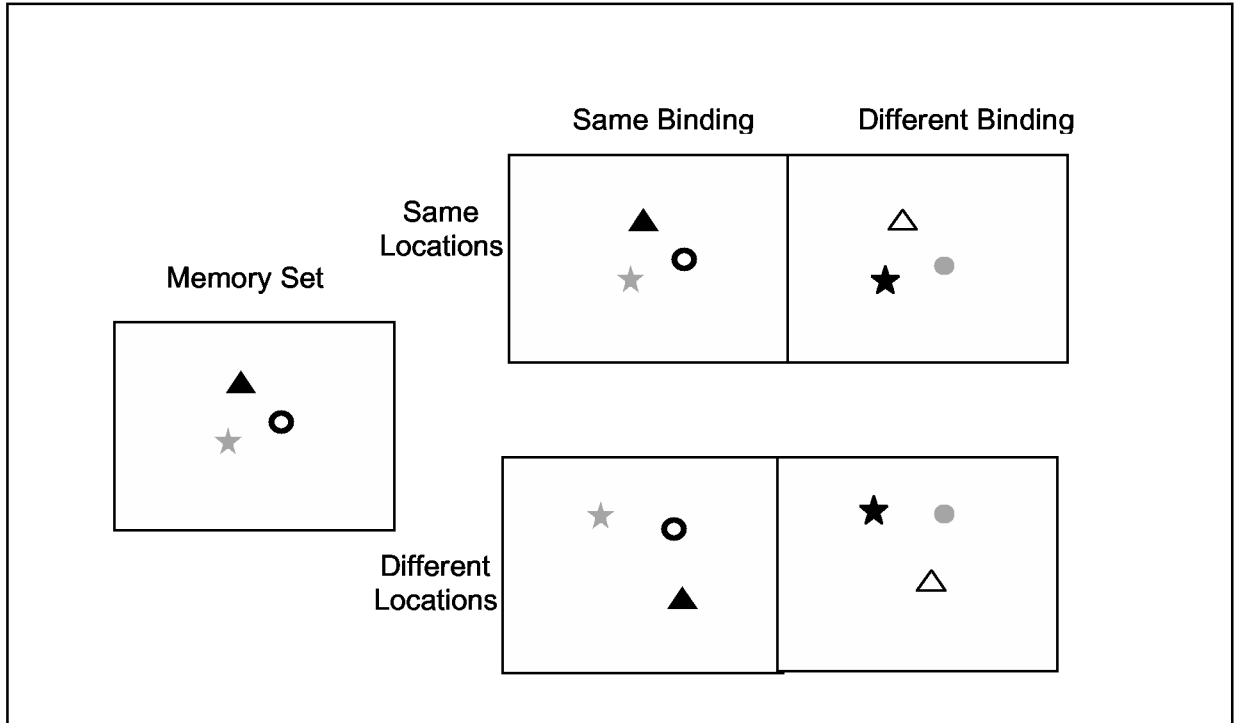 Same Binding
Different Binding
Same
Locations
Memory Set
Different
Locations